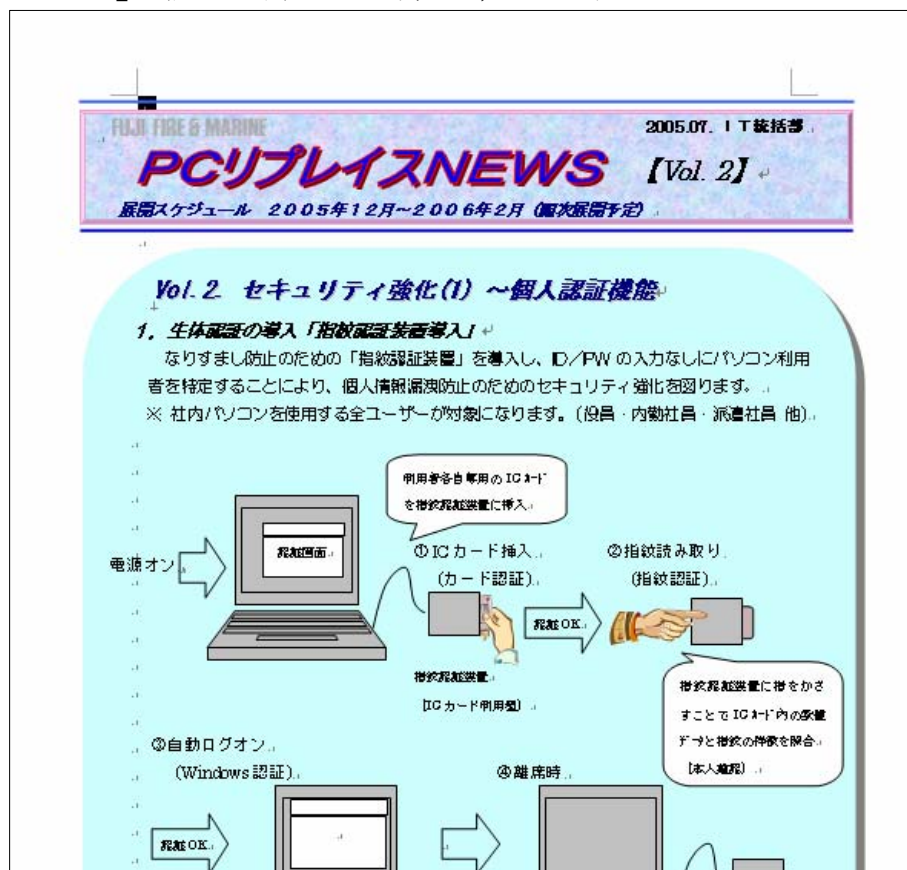 FUJI FIRE & MARINE
2005.07. IT統括部
PCリプレイスNEWS
【Vol. 2】
展開スケジュール 2005年12月~2006年2月(順次展開予定)
Vol.2 セキュリティ強化(1) ~個人認証機能
1. 生体認証の導入「指紋認証装置導入」
なりすまし防止のための「指紋認証装置」を導入し、ID/PWの入力なしにパソコン利用
者を特定することにより、個人情報漏洩防止のためのセキュリティ強化を図ります。
※ 社内パソコンを使用する全ユーザーが対象になります。(役員・内勤社員・派遣社員 他)
利用者各自専用のICカード
を指紋認証装置に挿入
電源オン
認証画面
①ICカード挿入
(カード認証)
②指紋読み取り
(指紋認証)
認証OK
指紋認証装置
[ICカード利用型]
指紋認証装置に指をかざ
すことでICカード内の
データと指紋の特徴を照合
[本人確認]
③自動ログオン
(Windows認証)
④離席時
認証OK